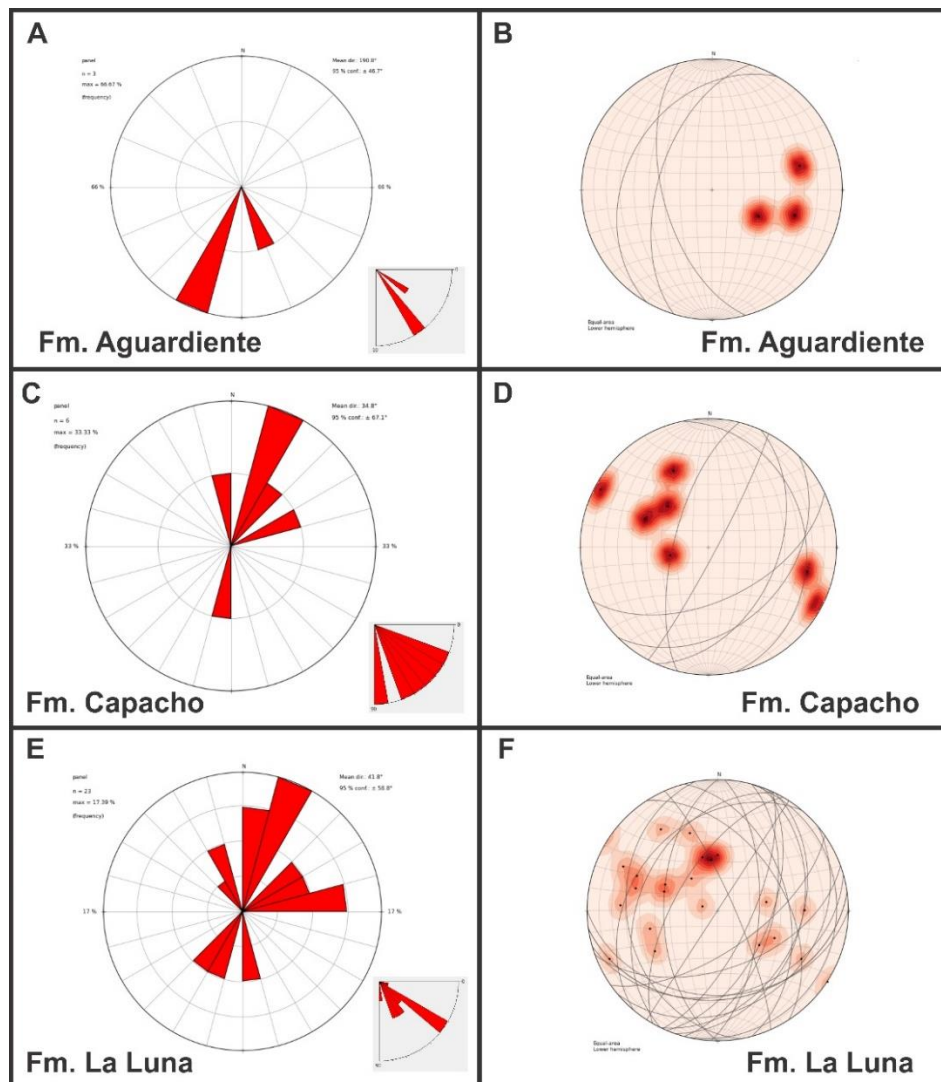 A
panel
n = 3
max = 66.67 %
(frequency)
N
Mean dir: 190.8°
95 % conf: ± 46.7°
66 %
66 %
Fm. Aguardiente
B
N
Equal-area
Lower hemisphere
Fm. Aguardiente
C
panel
n = 6
max = 33.33 %
(frequency)
N
Mean dir: 34.8°
95 % conf: ± 67.2°
33 %
33 %
Fm. Capacho
D
N
Equal-area
Lower hemisphere
Fm. Capacho
E
panel
n = 23
max = 17.39 %
(frequency)
N
Mean dir: 41.8°
95 % conf: ± 58.8°
17 %
17 %
Fm. La Luna
F
N
Equal-area
Lower hemisphere
Fm. La Luna